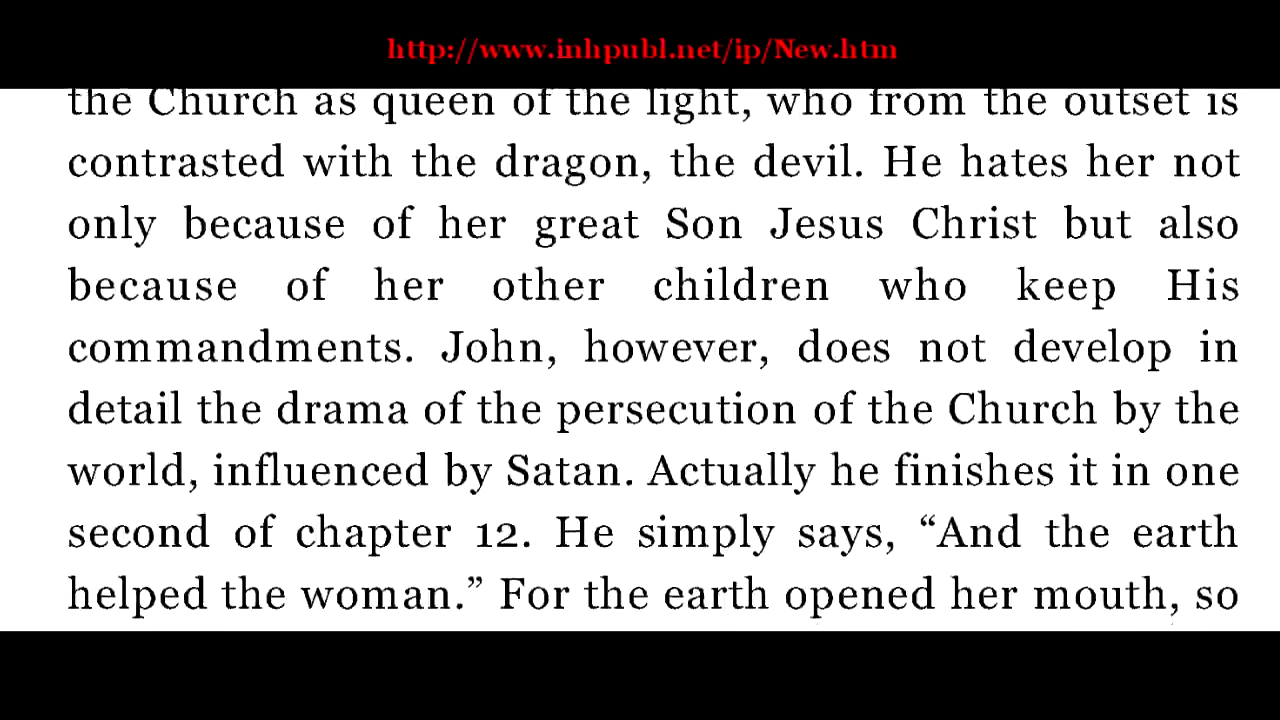 http://www.inhpubl.net/ip/New.htm
the Church as queen of the light, who from the outset is
contrasted with the dragon, the devil. He hates her not
only because of her great Son Jesus Christ but also
because of her other children who keep His
commandments. John, however, does not develop in
detail the drama of the persecution of the Church by the
world, influenced by Satan. Actually he finishes it in one
second of chapter 12. He simply says, “And the earth
helped the woman.” For the earth opened her mouth, so